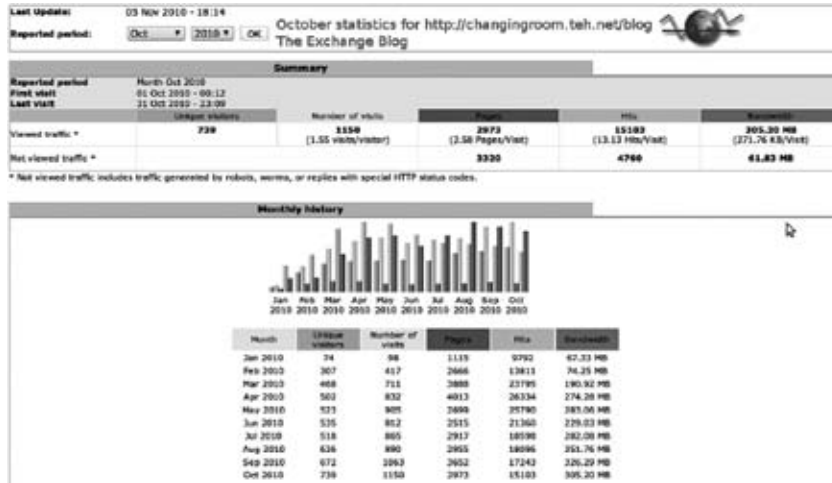 Last Update: 03 Nov 2010 - 18:14
Reported period: Oct 2010 OK
October statistics for http://changingroom.teh.net/blog
The Exchange Blog
Summary
Reported period Month Oct 2010
First visit 01 Oct 2010 - 00:12
Last visit 31 Oct 2010 - 23:09
Unique visitors Number of visits Pages Hits Bandwidth
Viewed traffic * 739 1150 2973 15103 305.20 MB
(1.55 visits/visitor) (2.58 Pages/Visit) (13.13 Hits/Visit) (271.76 KB/Visit)
Not viewed traffic * 3320 4760 61.83 MB
* Not viewed traffic includes traffic generated by robots, worms, or replies with special HTTP status codes.
Monthly history
Jan Feb Mar Apr May Jun Jul Aug Sep Oct
2010 2010 2010 2010 2010 2010 2010 2010 2010 2010
Month Unique visitors Number of visits Pages Hits Bandwidth
Jan 2010 74 98 1115 9792 67.33 MB
Feb 2010 307 417 2666 13811 74.25 MB
Mar 2010 468 711 3888 23795 190.92 MB
Apr 2010 502 832 4013 26334 274.28 MB
May 2010 523 905 2699 25790 283.06 MB
Jun 2010 535 812 2515 21360 229.03 MB
Jul 2010 518 865 2917 18598 282.08 MB
Aug 2010 626 890 2955 18096 351.76 MB
Sep 2010 672 1063 3652 17243 326.29 MB
Oct 2010 739 1150 2973 15103 305.20 MB